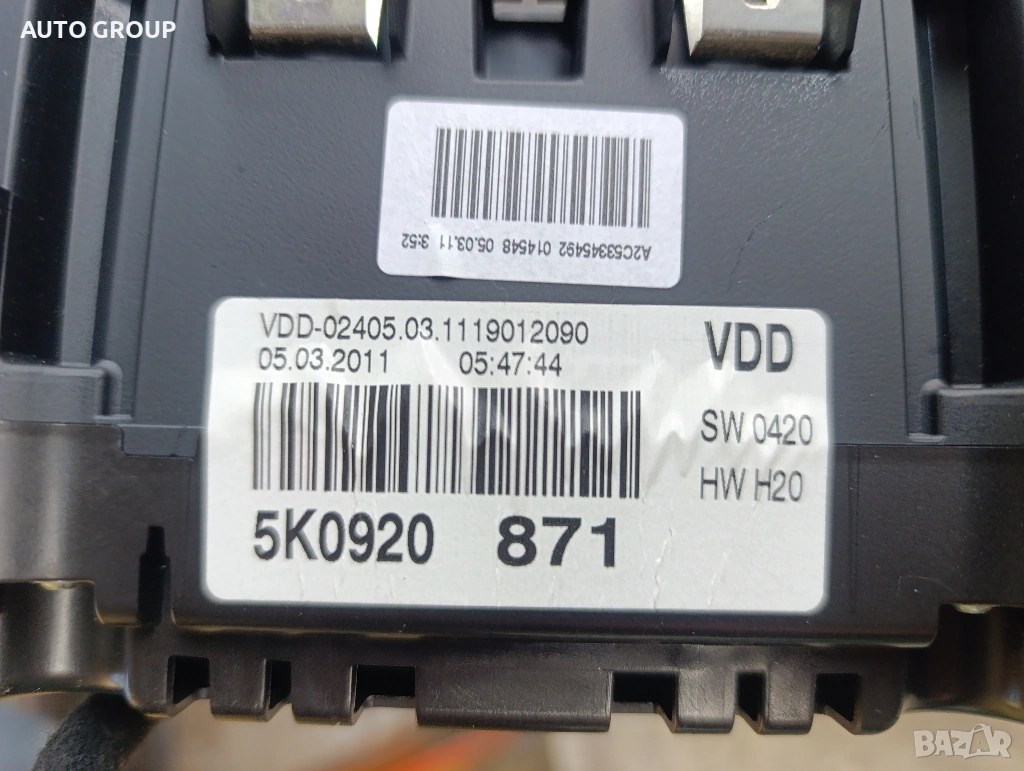 AUTO GROUP
A2C53345492 014548 05.03.11 3:52
VDD-02405.03.1119012090
05.03.2011 05:47:44
VDD
SW 0420
HW H20
5K0920 871
BAZAR